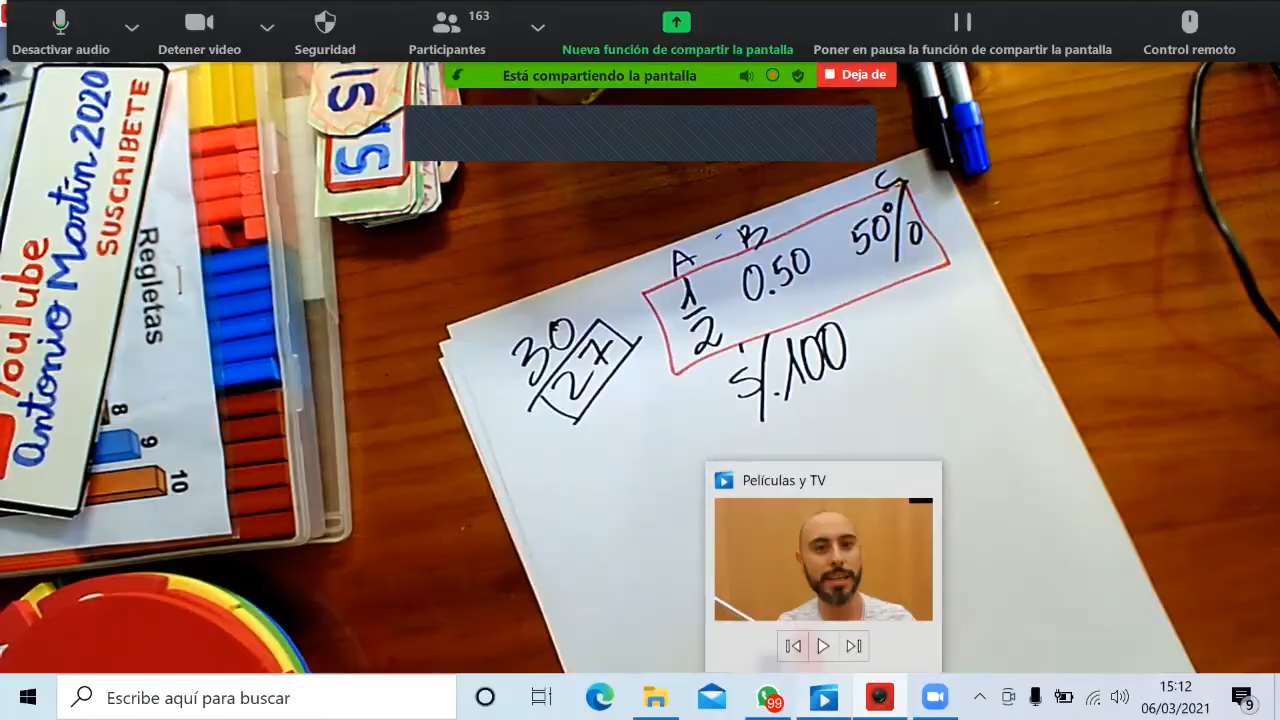 163
Desactivar audio
Detener video
Seguridad
Participantes
Nueva función de compartir la pantalla
Poner en pausa la función de compartir la pantalla
Control remoto
Está compartiendo la pantalla
Deja de
YouTube
Antonio Martín 2020
SUSCRIBETE
Regletas
8
9
10
15
A B C
1/2 0.50 50%
30
27
S/.100
Películas y TV
Escribe aquí para buscar
99
15:12
06/03/2021
9